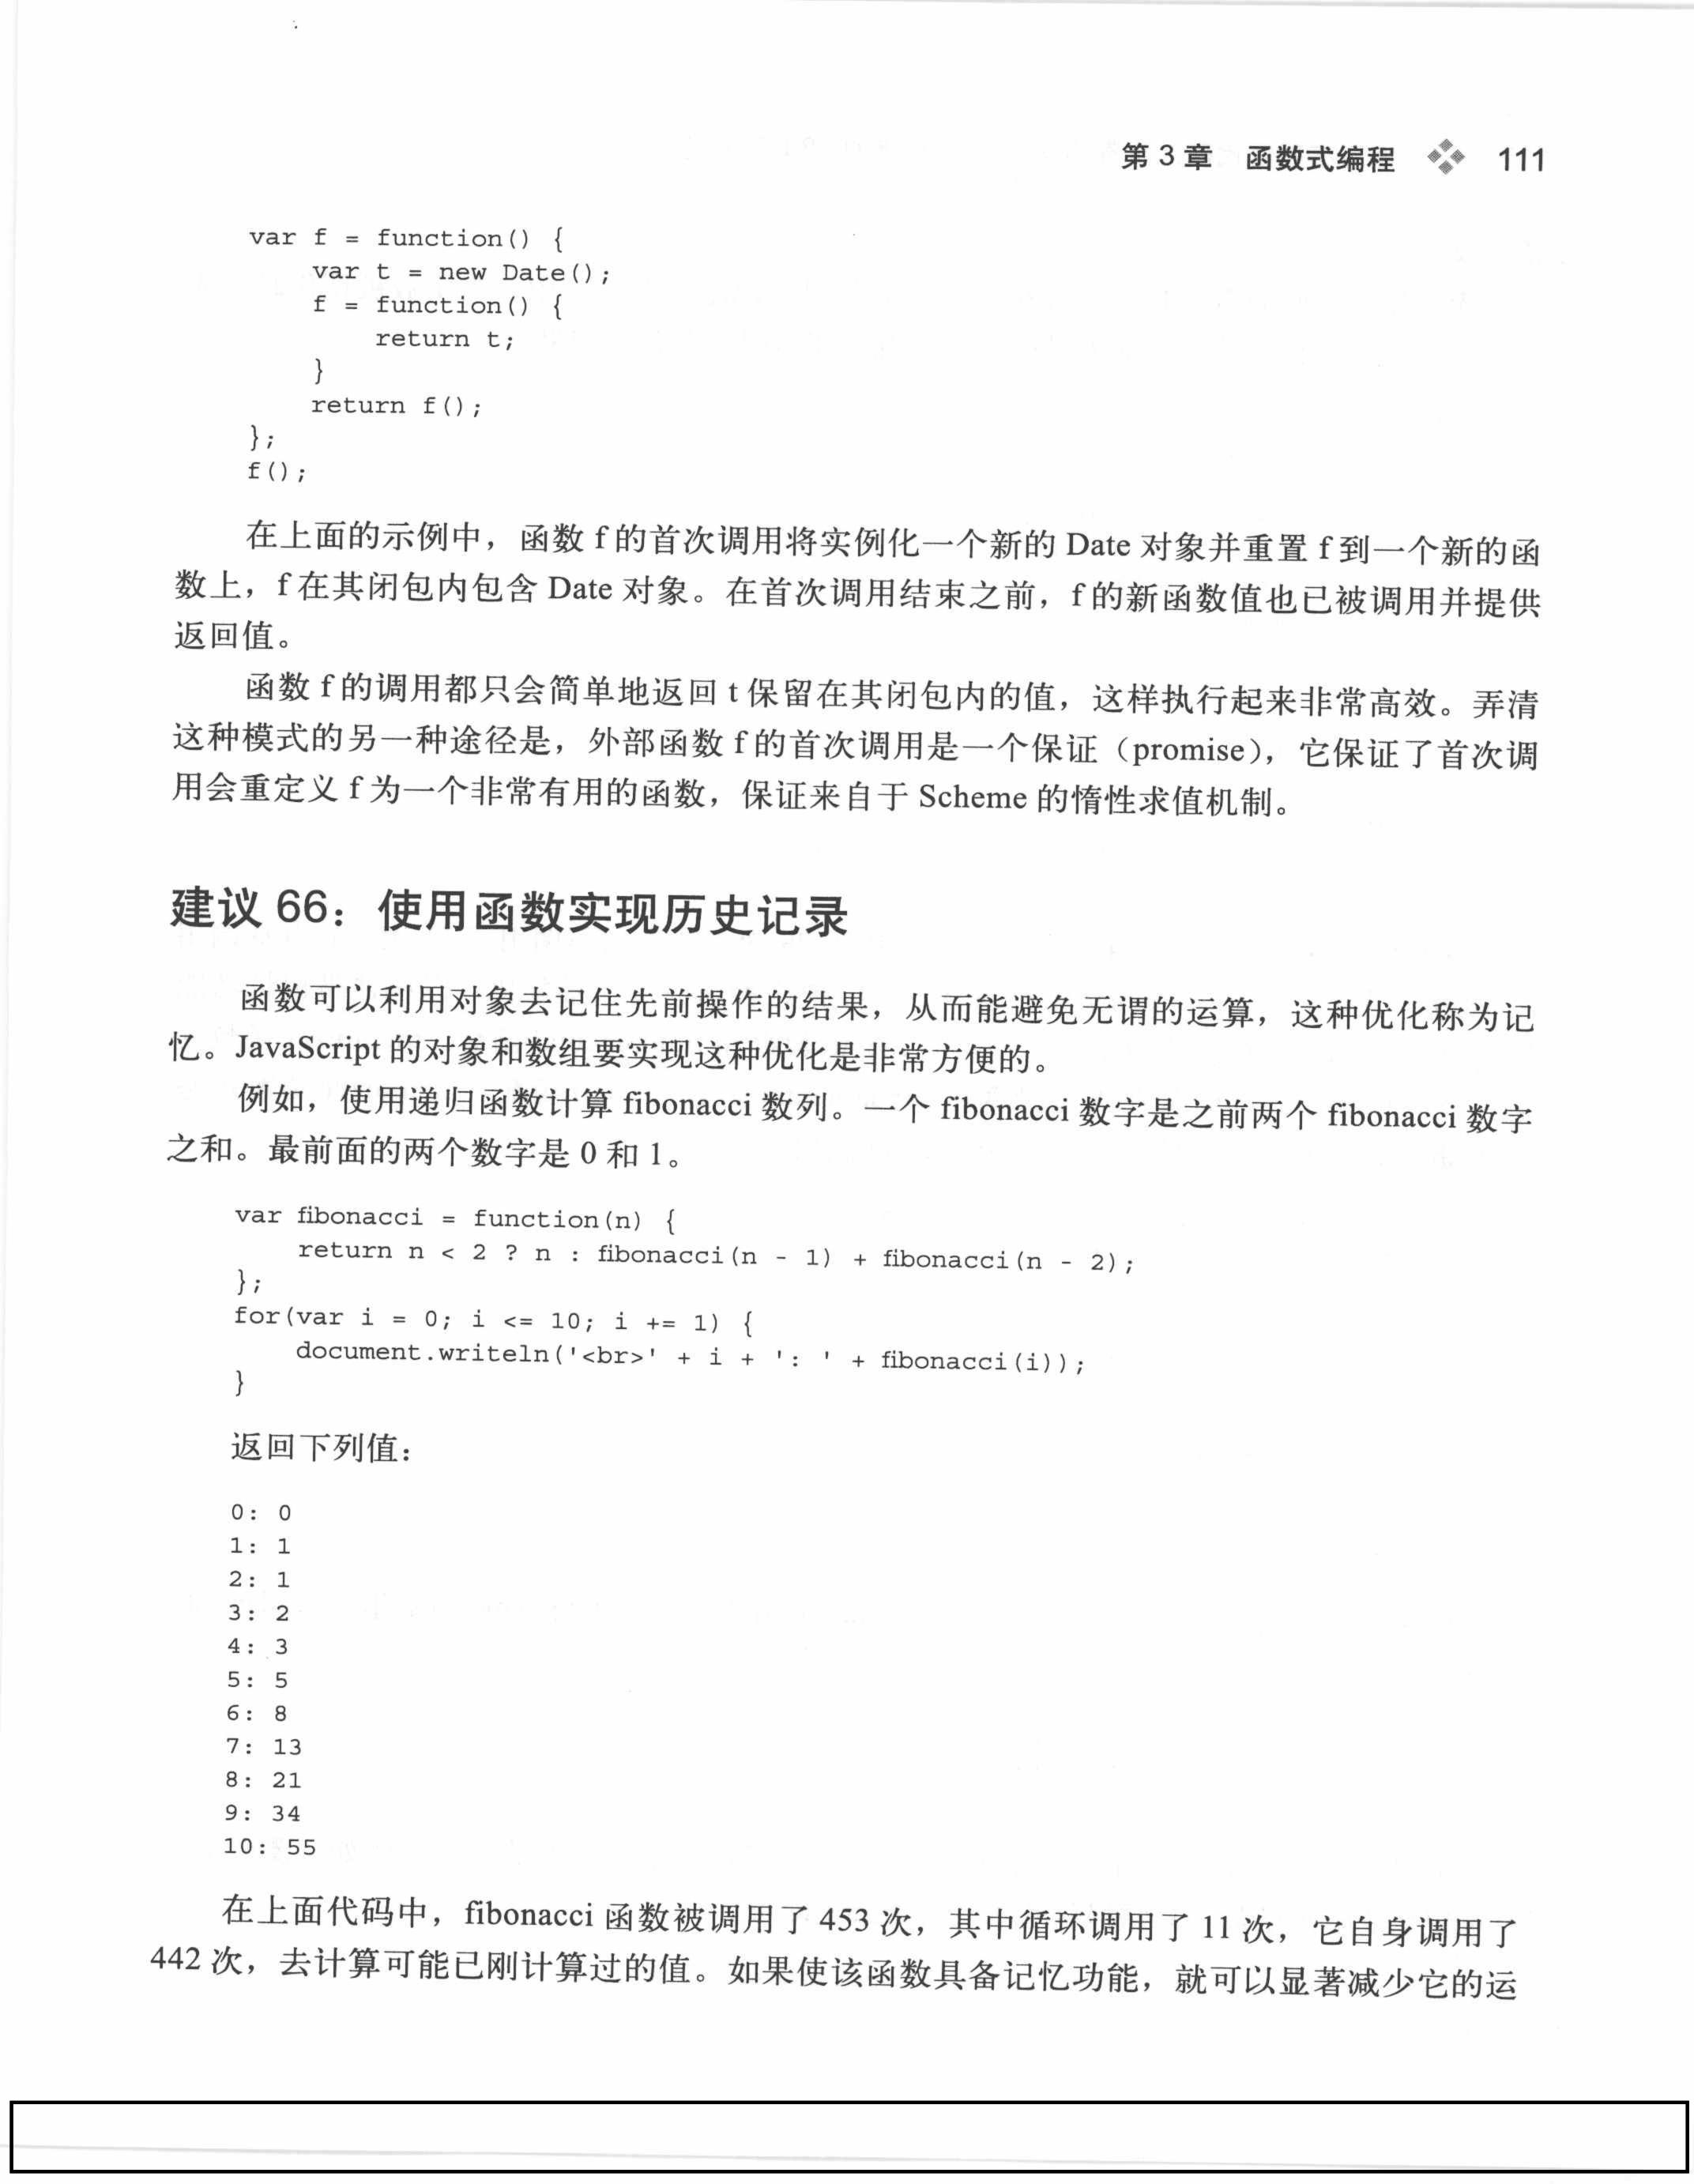 第 3 章 函数式编程 111
var f = function() {
    var t = new Date();
    f = function() {
        return t;
    }
    return f();
};
f();
在上面的示例中，函数 f 的首次调用将实例化一个新的 Date 对象并重置 f 到一个新的函
数上，f 在其闭包内包含 Date 对象。在首次调用结束之前，f 的新函数值也已被调用并提供
返回值。
函数 f 的调用都只会简单地返回 t 保留在其闭包内的值，这样执行起来非常高效。弄清
这种模式的另一种途径是，外部函数 f 的首次调用是一个保证（promise），它保证了首次调
用会重定义 f 为一个非常有用的函数，保证来自于 Scheme 的惰性求值机制。
建议 66：使用函数实现历史记录
函数可以利用对象去记住先前操作的结果，从而能避免无谓的运算，这种优化称为记
忆。JavaScript 的对象和数组要实现这种优化是非常方便的。
例如，使用递归函数计算 fibonacci 数列。一个 fibonacci 数字是之前两个 fibonacci 数字
之和。最前面的两个数字是 0 和 1。
var fibonacci = function(n) {
    return n < 2 ? n : fibonacci(n - 1) + fibonacci(n - 2);
};
for(var i = 0; i <= 10; i += 1) {
    document.writeln('<br>' + i + ': ' + fibonacci(i));
}
返回下列值：
0: 0
1: 1
2: 1
3: 2
4: 3
5: 5
6: 8
7: 13
8: 21
9: 34
10: 55
在上面代码中，fibonacci 函数被调用了 453 次，其中循环调用了 11 次，它自身调用了
442 次，去计算可能已刚计算过的值。如果使该函数具备记忆功能，就可以显著减少它的运